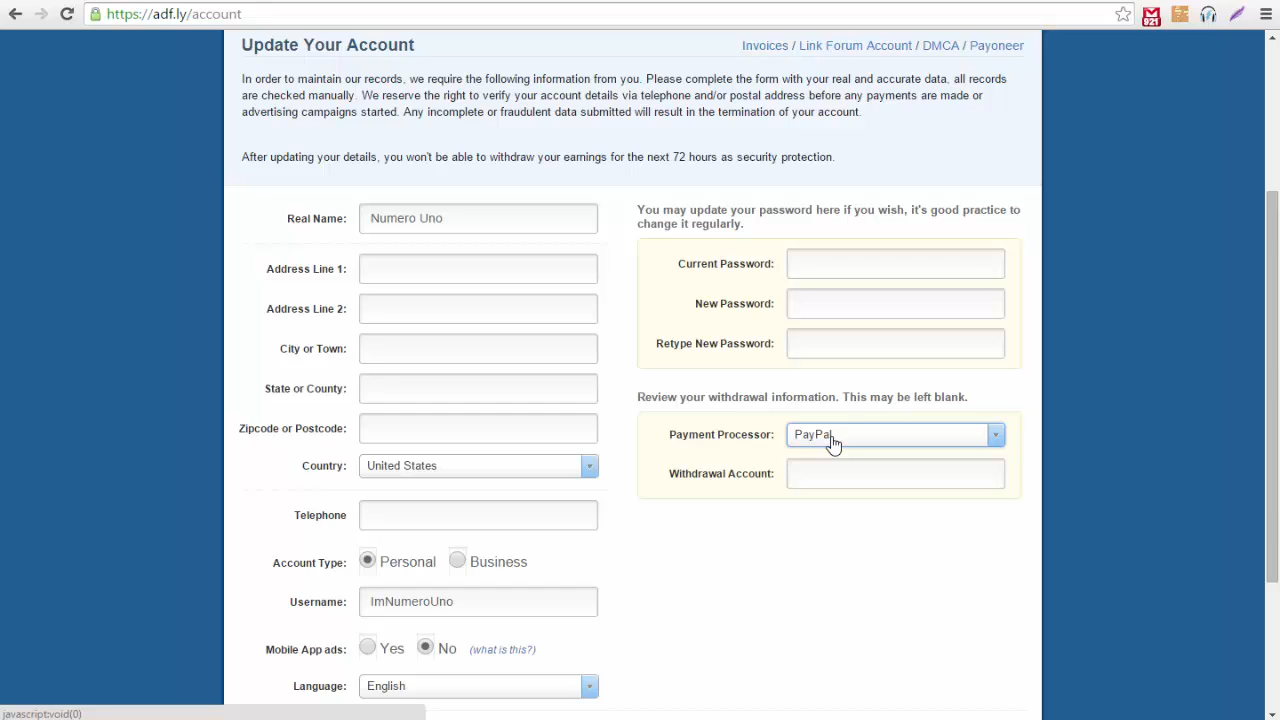 https://adf.ly/account
921
Update Your Account
Invoices / Link Forum Account / DMCA / Payoneer
In order to maintain our records, we require the following information from you. Please complete the form with your real and accurate data, all records
are checked manually. We reserve the right to verify your account details via telephone and/or postal address before any payments are made or
advertising campaigns started. Any incomplete or fraudulent data submitted will result in the termination of your account.
After updating your details, you won't be able to withdraw your earnings for the next 72 hours as security protection.
Real Name: Numero Uno
Address Line 1:
Address Line 2:
City or Town:
State or County:
Zipcode or Postcode:
Country: United States
Telephone
Account Type: Personal Business
Username: ImNumeroUno
Mobile App ads: Yes No (what is this?)
Language: English
You may update your password here if you wish, it's good practice to
change it regularly.
Current Password:
New Password:
Retype New Password:
Review your withdrawal information. This may be left blank.
Payment Processor: PayPal
Withdrawal Account:
javascript:void(0)